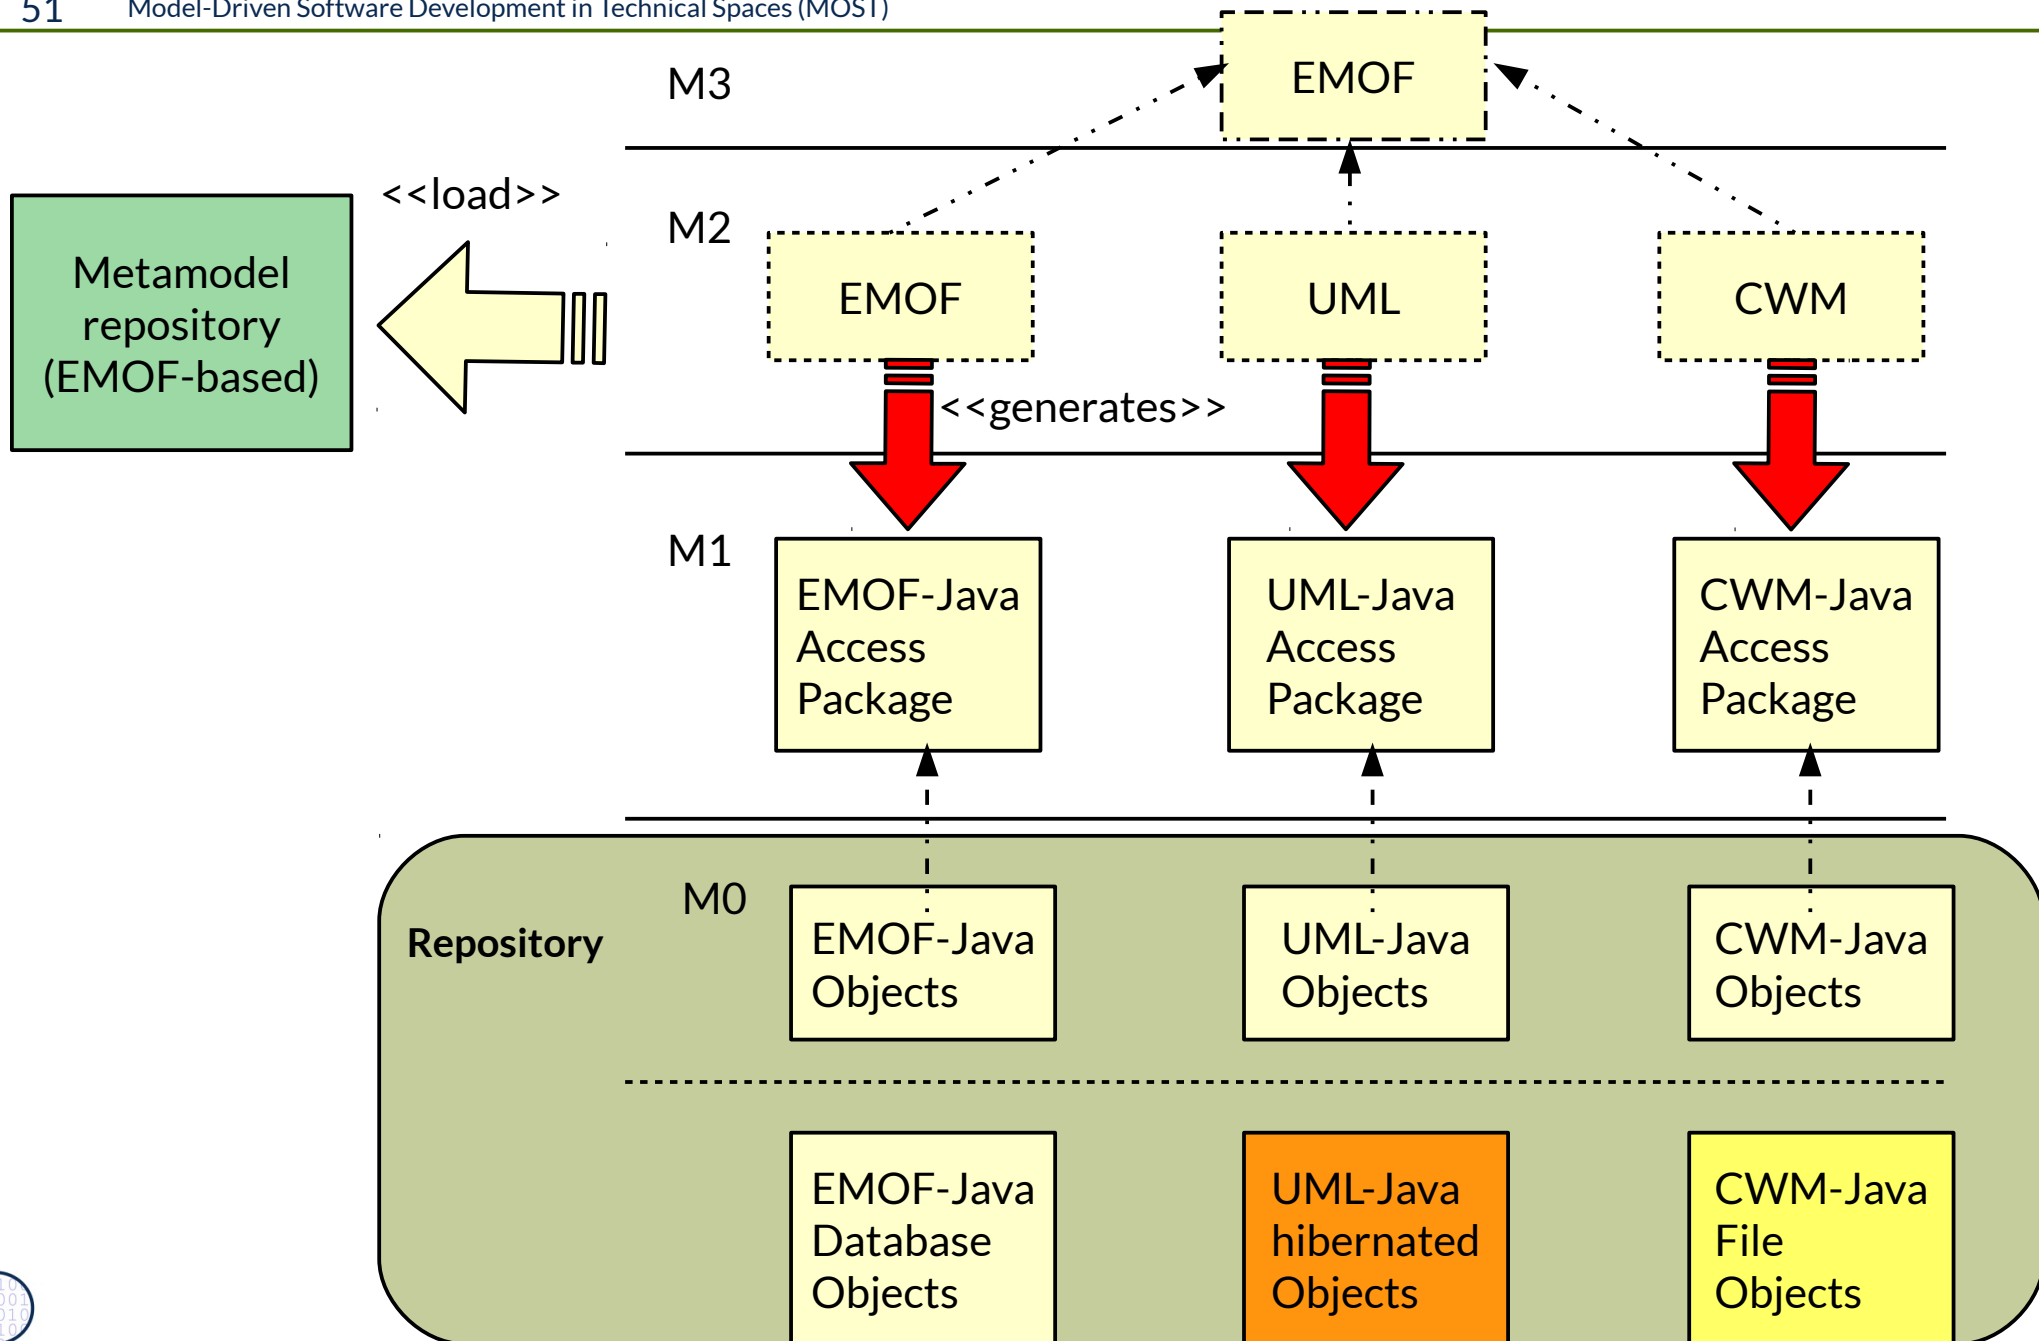 51
Model-Driven Software Development in Technical Spaces (MOST)
M3
EMOF
<<load>>
M2
Metamodel
repository
(EMOF-based)
EMOF
UML
CWM
<<generates>>
M1
EMOF-Java
Access
Package
UML-Java
Access
Package
CWM-Java
Access
Package
M0
Repository
EMOF-Java
Objects
UML-Java
Objects
CWM-Java
Objects
EMOF-Java
Database
Objects
UML-Java
hibernated
Objects
CWM-Java
File
Objects